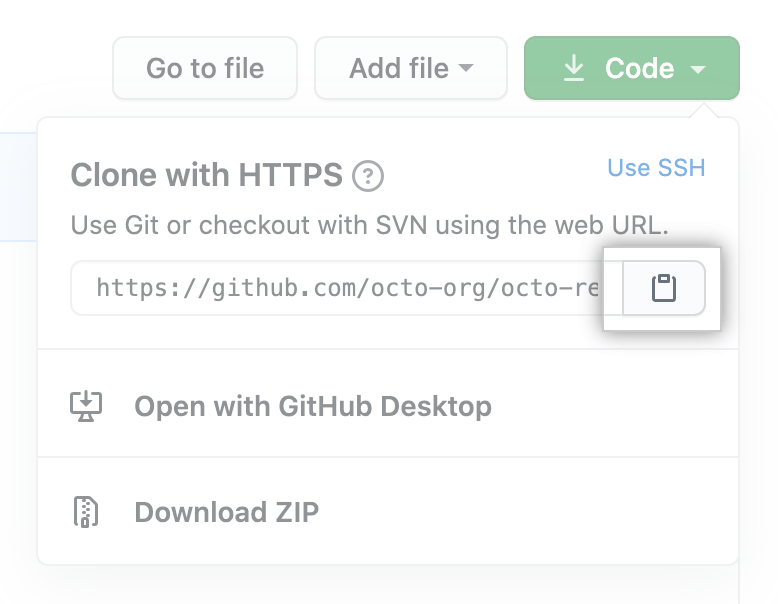 Go to file
Add file
Code
Clone with HTTPS
Use SSH
Use Git or checkout with SVN using the web URL.
https://github.com/octo-org/octo-re
Open with GitHub Desktop
Download ZIP